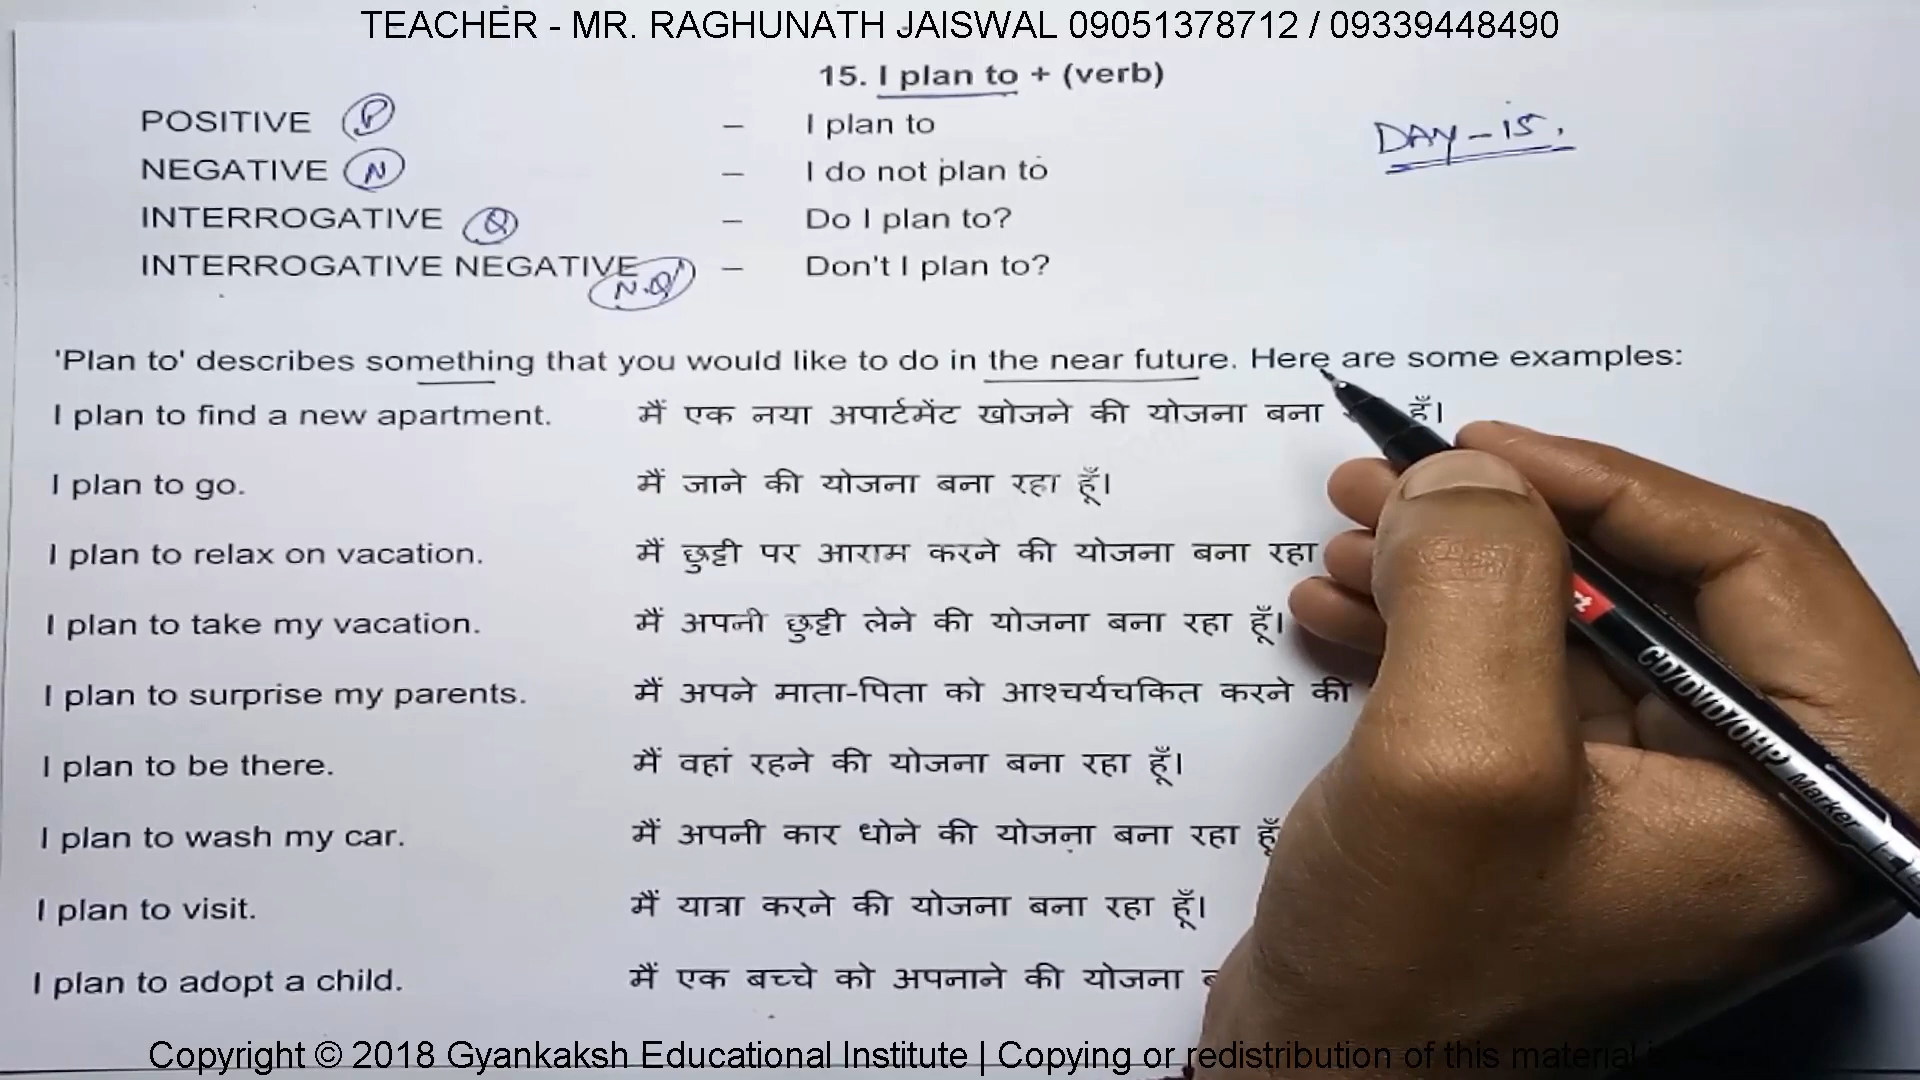 TEACHER - MR. RAGHUNATH JAISWAL 09051378712 / 09339448490
15. I plan to + (verb)
POSITIVE P – I plan to
DAY-15.
NEGATIVE N – I do not plan to
INTERROGATIVE Q – Do I plan to?
INTERROGATIVE NEGATIVE N.Q – Don't I plan to?
'Plan to' describes something that you would like to do in the near future. Here are some examples:
I plan to find a new apartment. मैं एक नया अपार्टमेंट खोजने की योजना बना हूँ।
I plan to go. मैं जाने की योजना बना रहा हूँ।
I plan to relax on vacation. मैं छुट्टी पर आराम करने की योजना बना रहा
I plan to take my vacation. मैं अपनी छुट्टी लेने की योजना बना रहा हूँ।
I plan to surprise my parents. मैं अपने माता-पिता को आश्चर्यचकित करने की
I plan to be there. मैं वहां रहने की योजना बना रहा हूँ।
I plan to wash my car. मैं अपनी कार धोने की योजना बना रहा हूँ
I plan to visit. मैं यात्रा करने की योजना बना रहा हूँ।
I plan to adopt a child. मैं एक बच्चे को अपनाने की योजना
CD/DVD/OHP Marker
Copyright © 2018 Gyankaksh Educational Institute | Copying or redistribution of this material